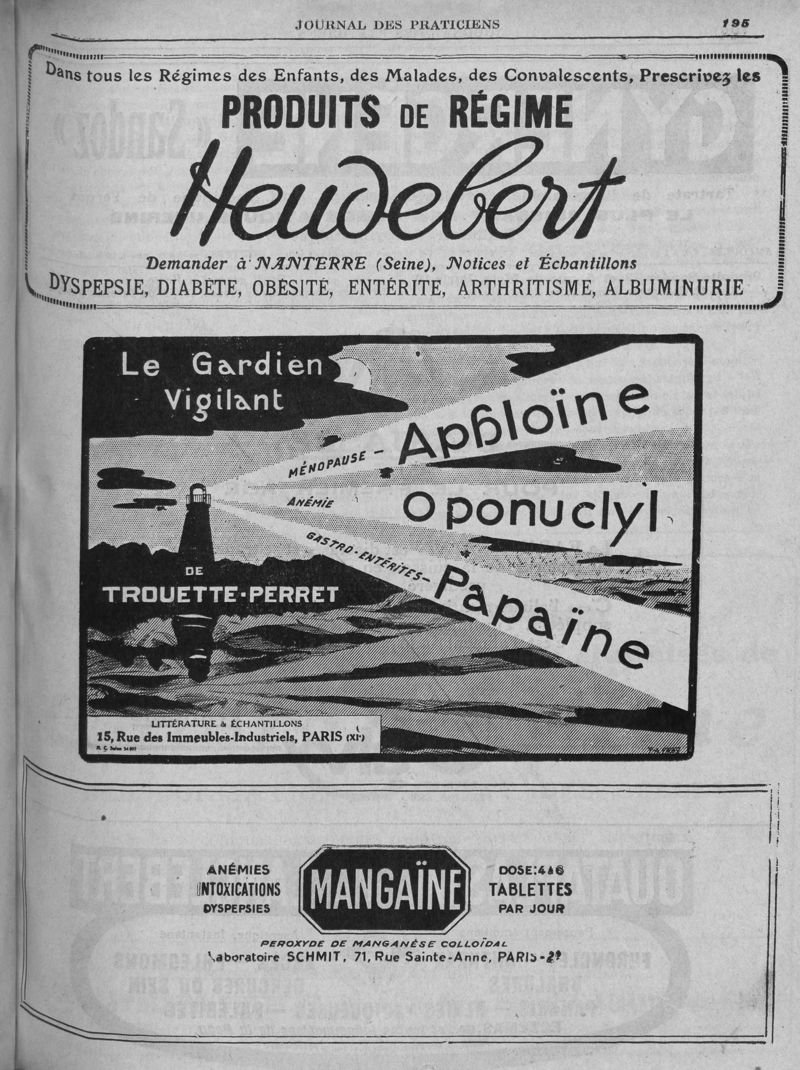 JOURNAL DES PRATICIENS 195
Dans tous les Régimes des Enfants, des Malades, des Convalescents, Prescrivez les
PRODUITS DE RÉGIME
Heudebert
Demander à NANTERRE (Seine), Notices et Échantillons
DYSPEPSIE, DIABÈTE, OBÉSITÉ, ENTÉRITE, ARTHRITISME, ALBUMINURIE
Le Gardien
Vigilant
MÉNOPAUSE - Aphloïne
ANÉMIE Oponuclyl
GASTRO-ENTÉRITES - Papaïne
DE
TROUETTE-PERRET
LITTÉRATURE & ÉCHANTILLONS
15, Rue des Immeubles-Industriels, PARIS (XIe)
ANÉMIES
INTOXICATIONS
DYSPEPSIES
MANGAÏNE
DOSE: 4 à 6
TABLETTES
PAR JOUR
PEROXYDE DE MANGANÈSE COLLOÏDAL
Laboratoire SCHMIT, 71, Rue Sainte-Anne, PARIS-2e